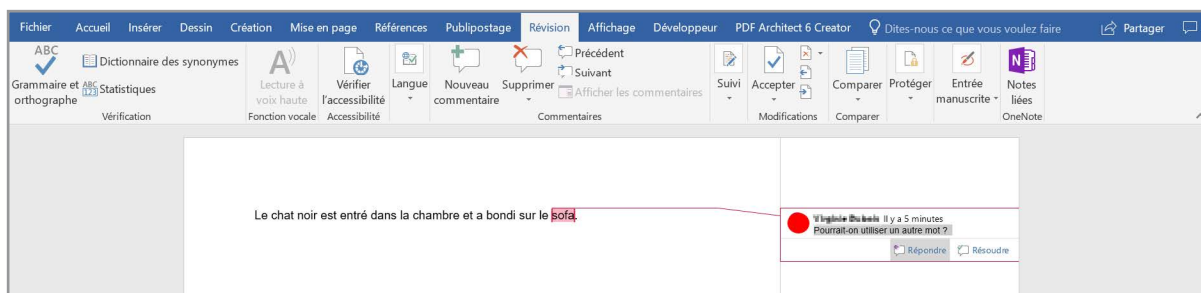 Fichier Accueil Insérer Dessin Création Mise en page Références Publipostage Révision Affichage Développeur PDF Architect 6 Creator Dites-nous ce que vous voulez faire Partager
ABC
Grammaire et orthographe
Dictionnaire des synonymes
ABC 123 Statistiques
Vérification
A
Lecture à voix haute
Fonction vocale
Vérifier l'accessibilité
Accessibilité
Langue
Nouveau commentaire
Supprimer
Précédent
Suivant
Afficher les commentaires
Commentaires
Suivi
Accepter
Modifications
Comparer
Comparer
Protéger
Entrée manuscrite
N
Notes liées
OneNote
Le chat noir est entré dans la chambre et a bondi sur le sofa.
Il y a 5 minutes
Pourrait-on utiliser un autre mot ?
Répondre Résoudre